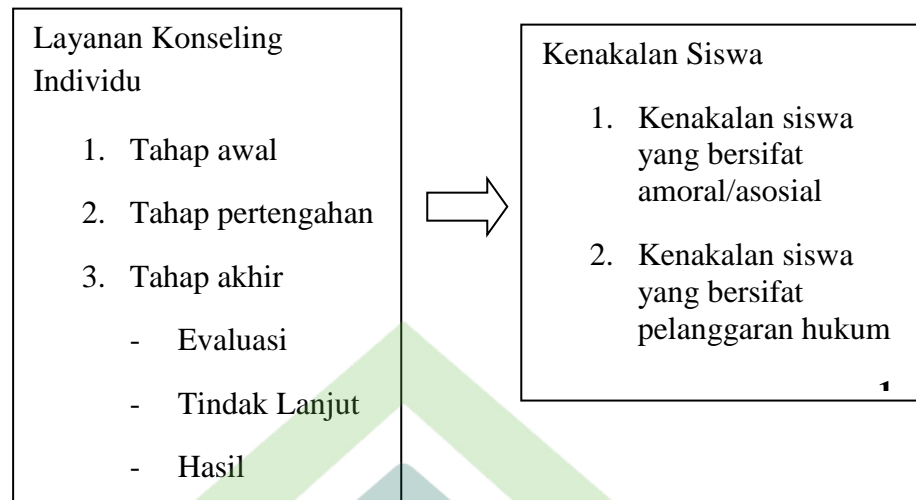 Layanan Konseling
Individu
1. Tahap awal
2. Tahap pertengahan
3. Tahap akhir
- Evaluasi
- Tindak Lanjut
- Hasil
Kenakalan Siswa
1. Kenakalan siswa
yang bersifat
amoral/asosial
2. Kenakalan siswa
yang bersifat
pelanggaran hukum